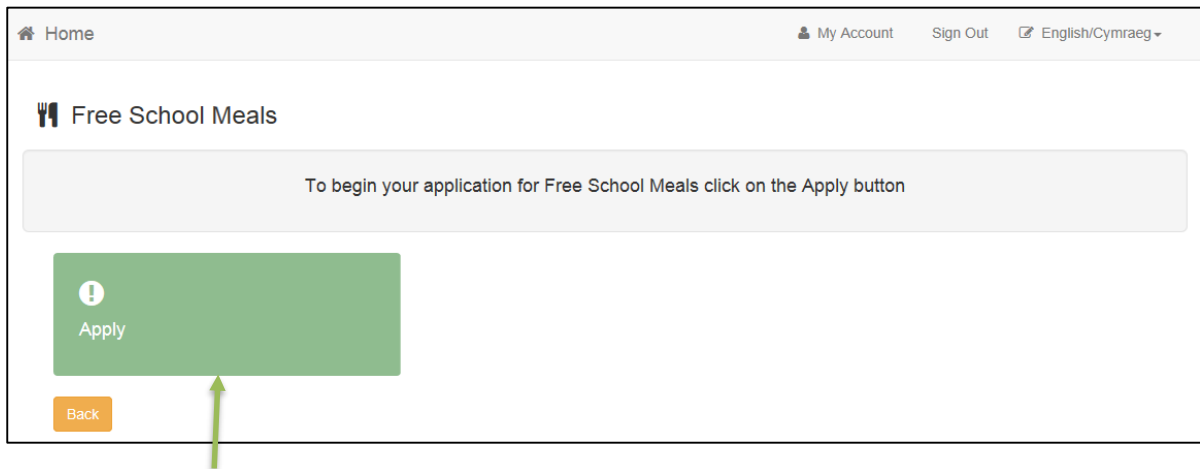 Home My Account Sign Out English/Cymraeg
Free School Meals
To begin your application for Free School Meals click on the Apply button
Apply
Back